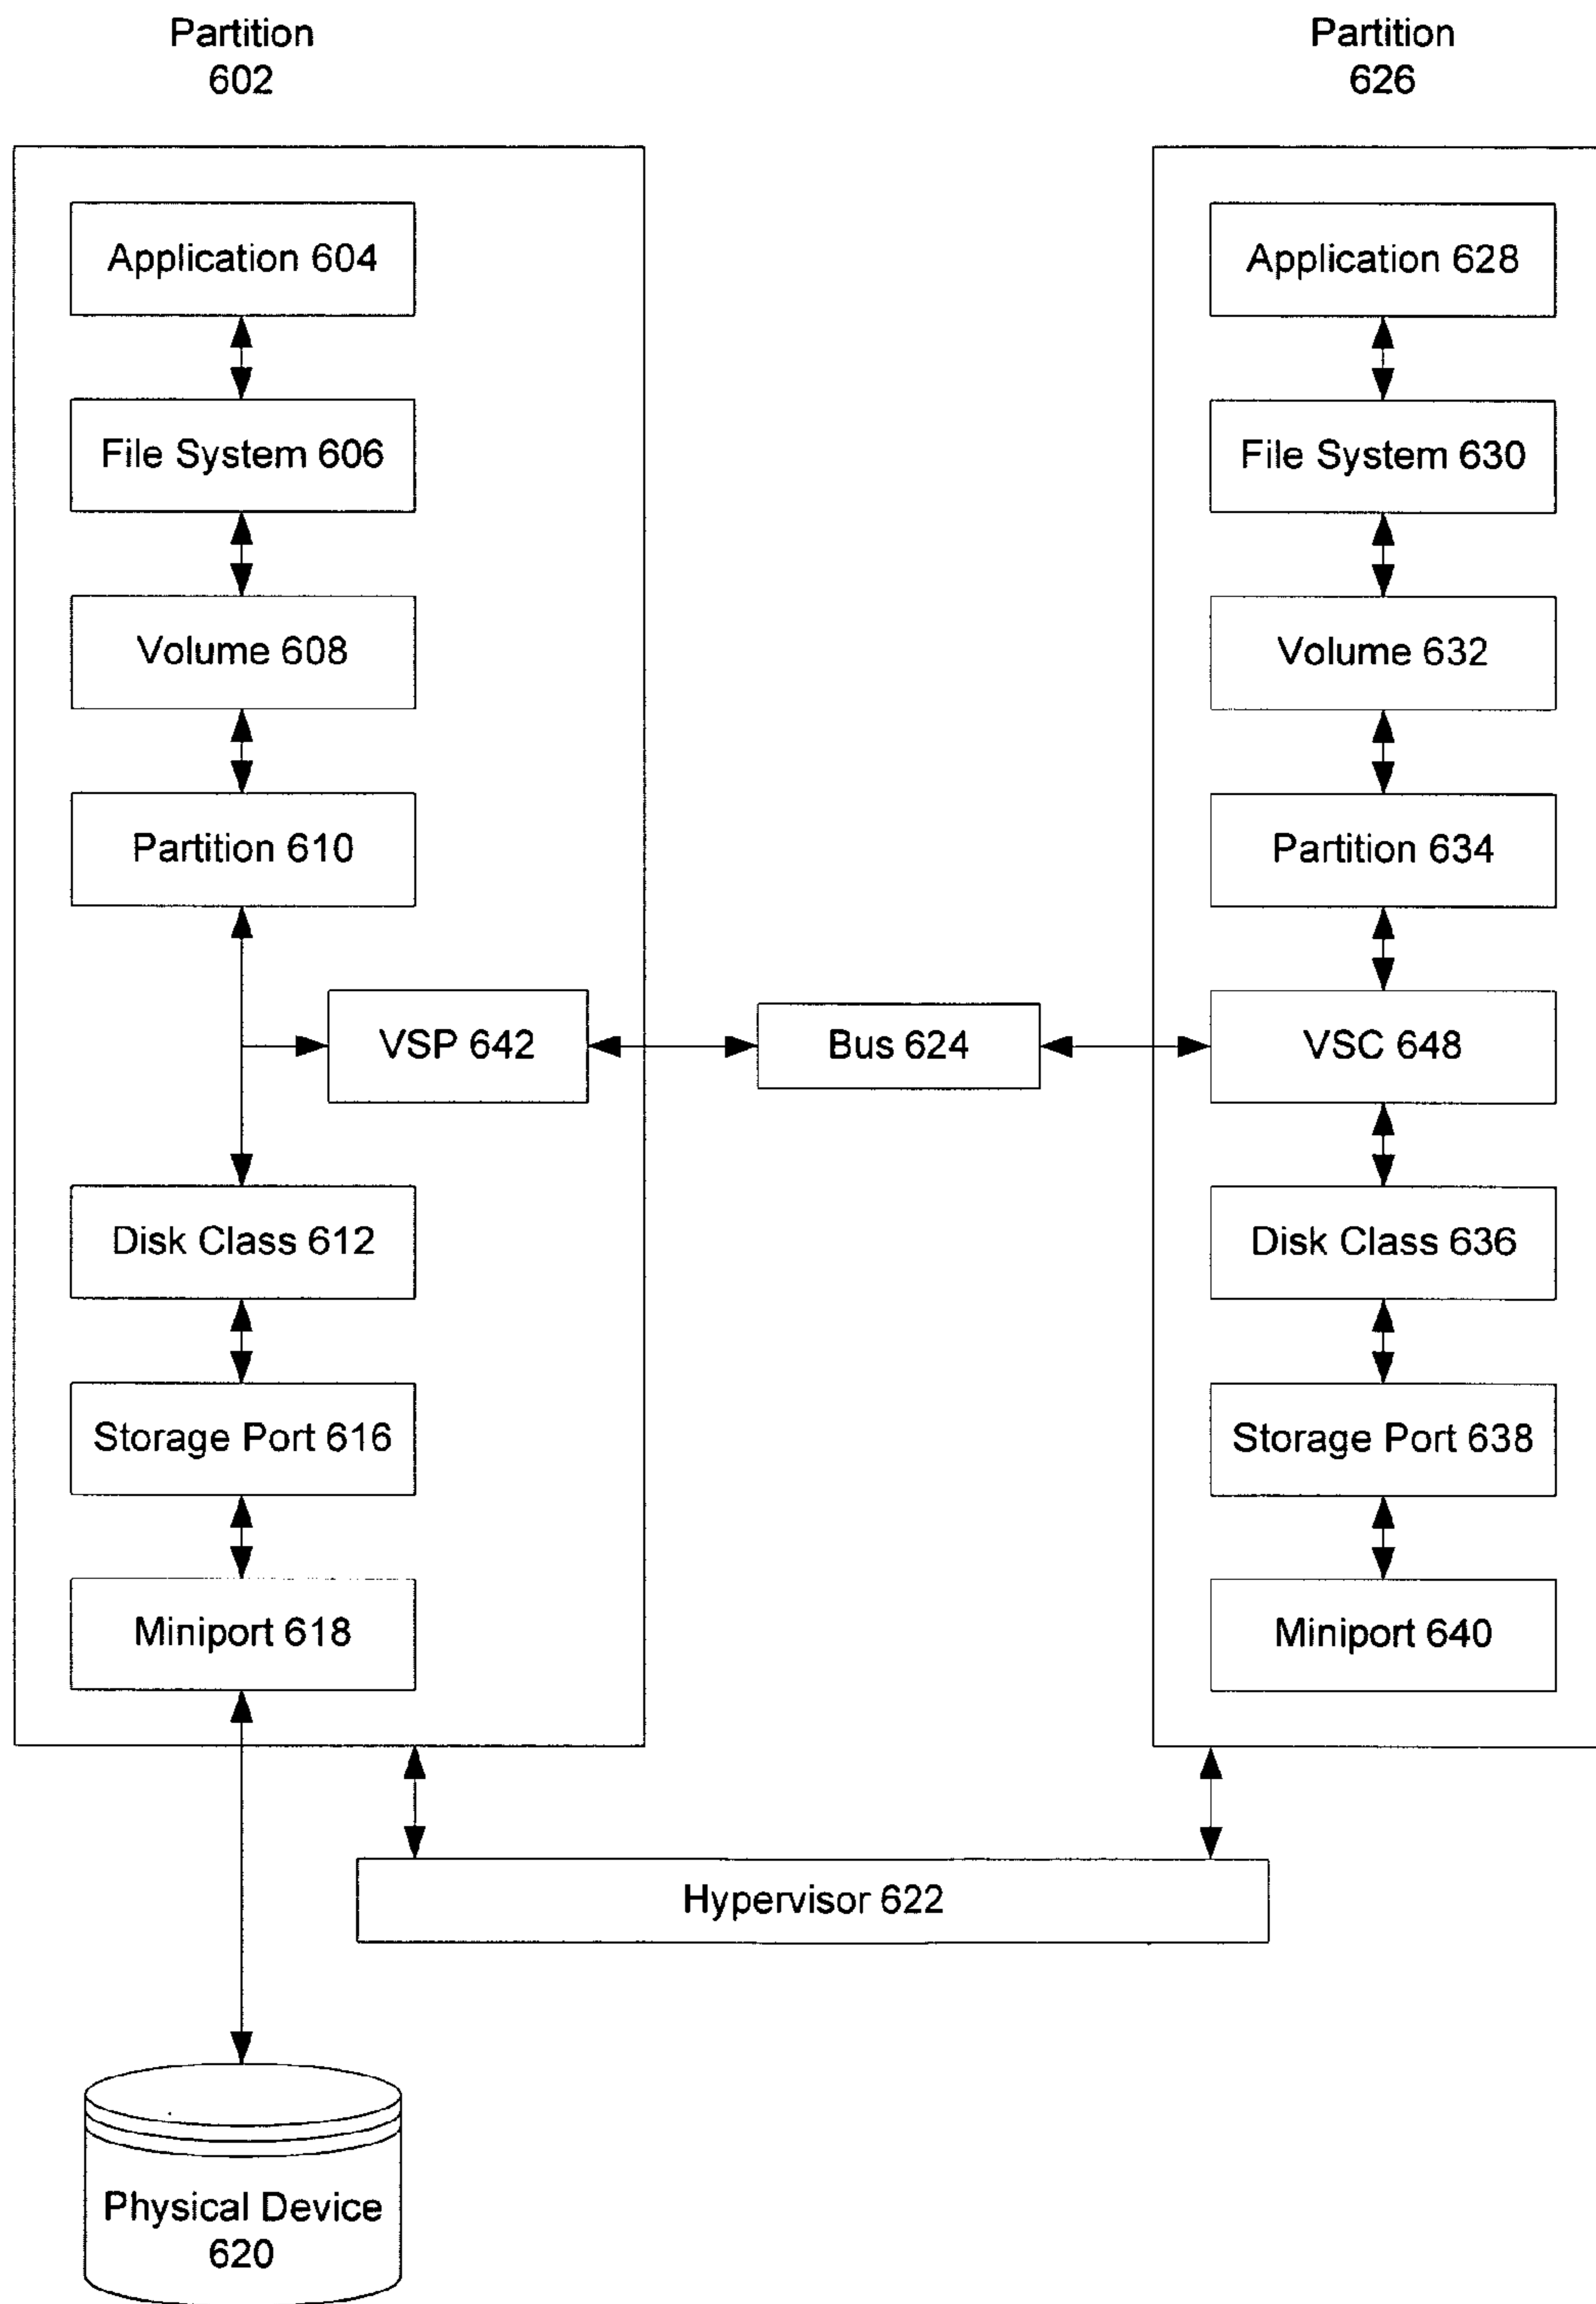 Partition
602
Partition
626
Application 604
Application 628
File System 606
File System 630
Volume 608
Volume 632
Partition 610
Partition 634
VSP 642
Bus 624
VSC 648
Disk Class 612
Disk Class 636
Storage Port 616
Storage Port 638
Miniport 618
Miniport 640
Hypervisor 622
Physical Device
620